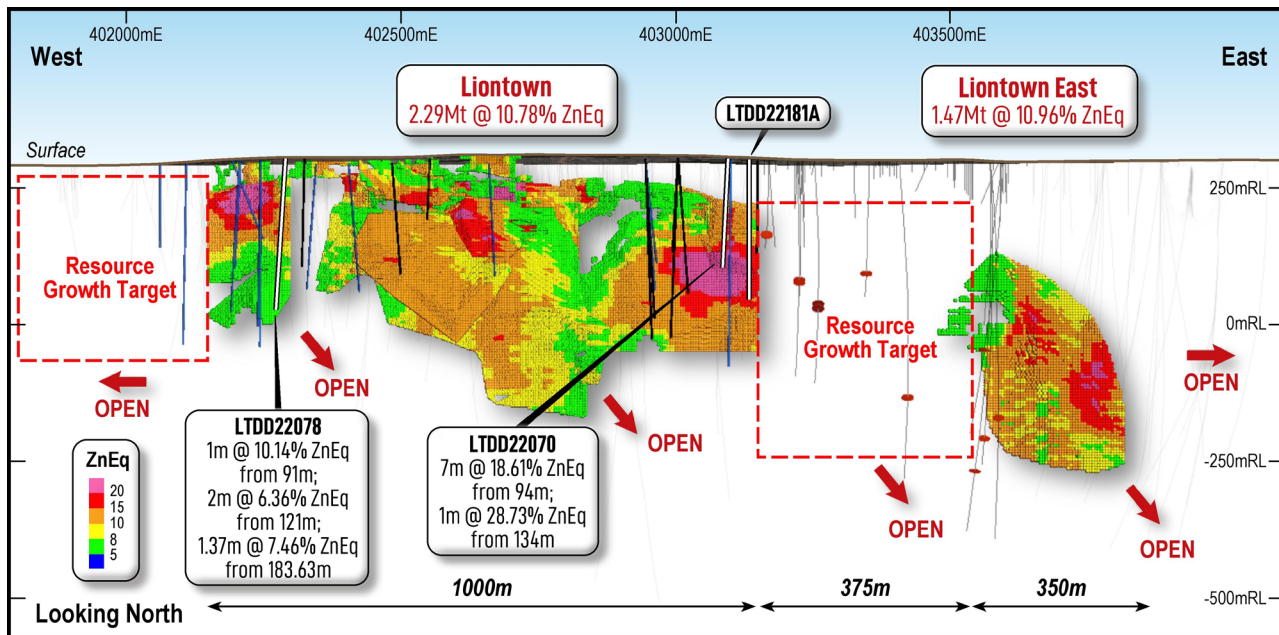 402000mE
402500mE
403000mE
403500mE
West
East
Liontown
2.29Mt @ 10.78% ZnEq
LTDD22181A
Liontown East
1.47Mt @ 10.96% ZnEq
Surface
250mRL
Resource
Growth Target
0mRL
Resource
Growth Target
OPEN
OPEN
OPEN
OPEN
LTDD22078
1m @ 10.14% ZnEq
from 91m;
2m @ 6.36% ZnEq
from 121m;
1.37m @ 7.46% ZnEq
from 183.63m
LTDD22070
7m @ 18.61% ZnEq
from 94m;
1m @ 28.73% ZnEq
from 134m
ZnEq
20
15
10
8
5
-250mRL
OPEN
OPEN
1000m
375m
350m
-500mRL
Looking North